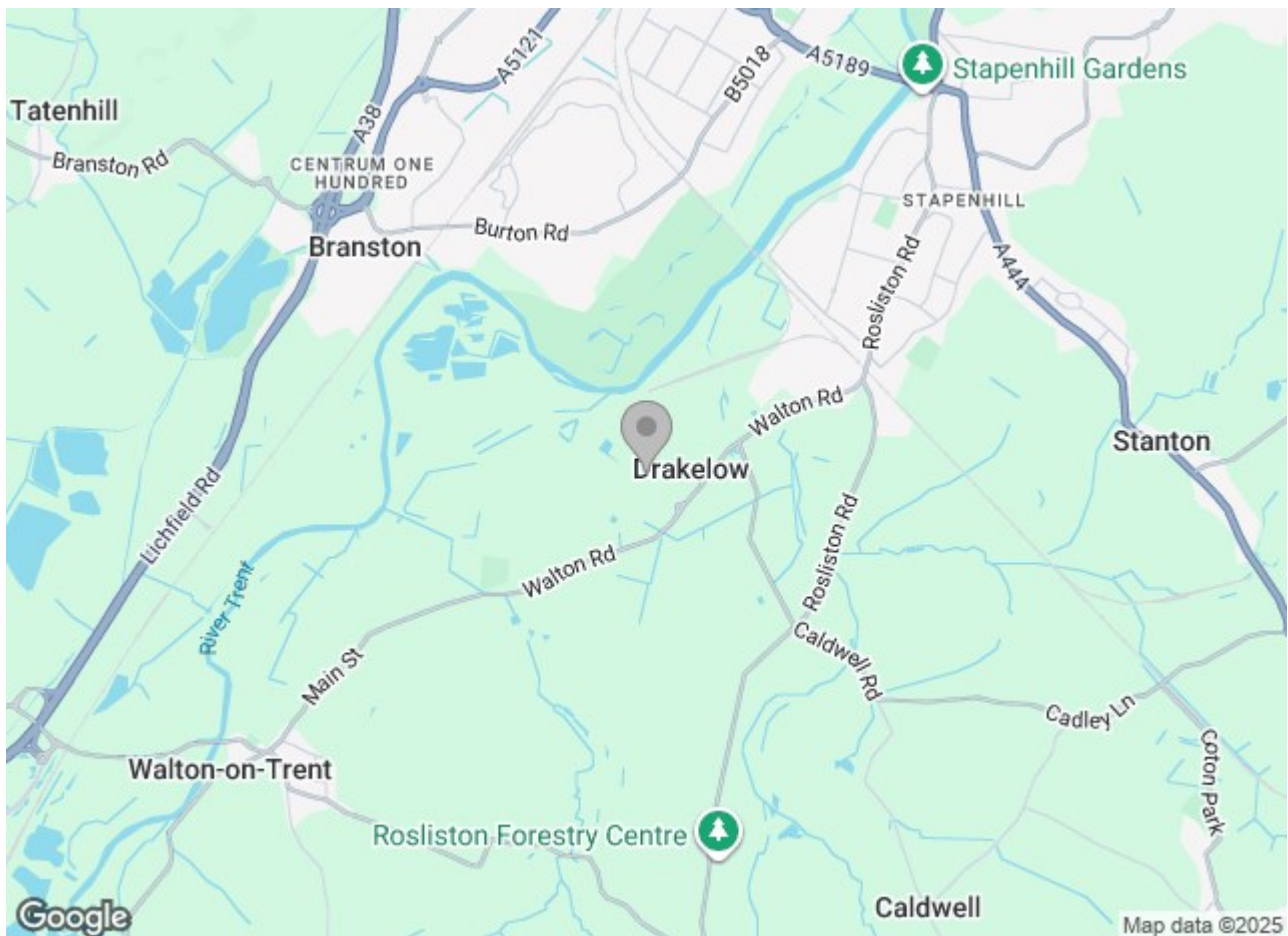 A5121
A5189
B5018
Stapenhill Gardens
Tatenhill
A38
Branston Rd
CENTRUM ONE
HUNDRED
STAPENHILL
Burton Rd
Branston
A444
Rosliston Rd
Walton Rd
Stanton
Drakelow
Lichfield Rd
Rosliston Rd
Walton Rd
River Trent
Main St
Caldwell Rd
Cadley Ln
Coton Park
Walton-on-Trent
Rosliston Forestry Centre
Caldwell
Google
Map data ©2025